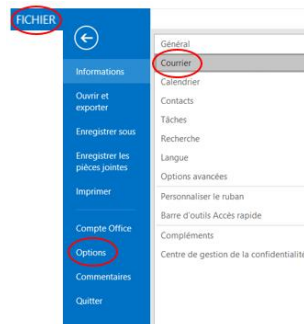 FICHIER
Informations
Ouvrir et
exporter
Enregistrer sous
Enregistrer les
pièces jointes
Imprimer
Compte Office
Options
Commentaires
Quitter
Général
Courrier
Calendrier
Contacts
Tâches
Recherche
Langue
Options avancées
Personnaliser le ruban
Barre d'outils Accès rapide
Compléments
Centre de gestion de la confidentialité